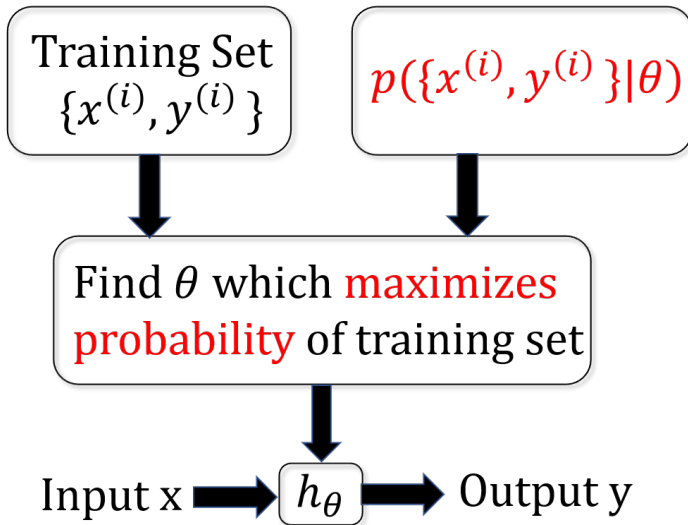 Training Set
{x^(i), y^(i) }
p({x^(i), y^(i) }|θ)
Find θ which maximizes
probability of training set
Input x
h_θ
Output y